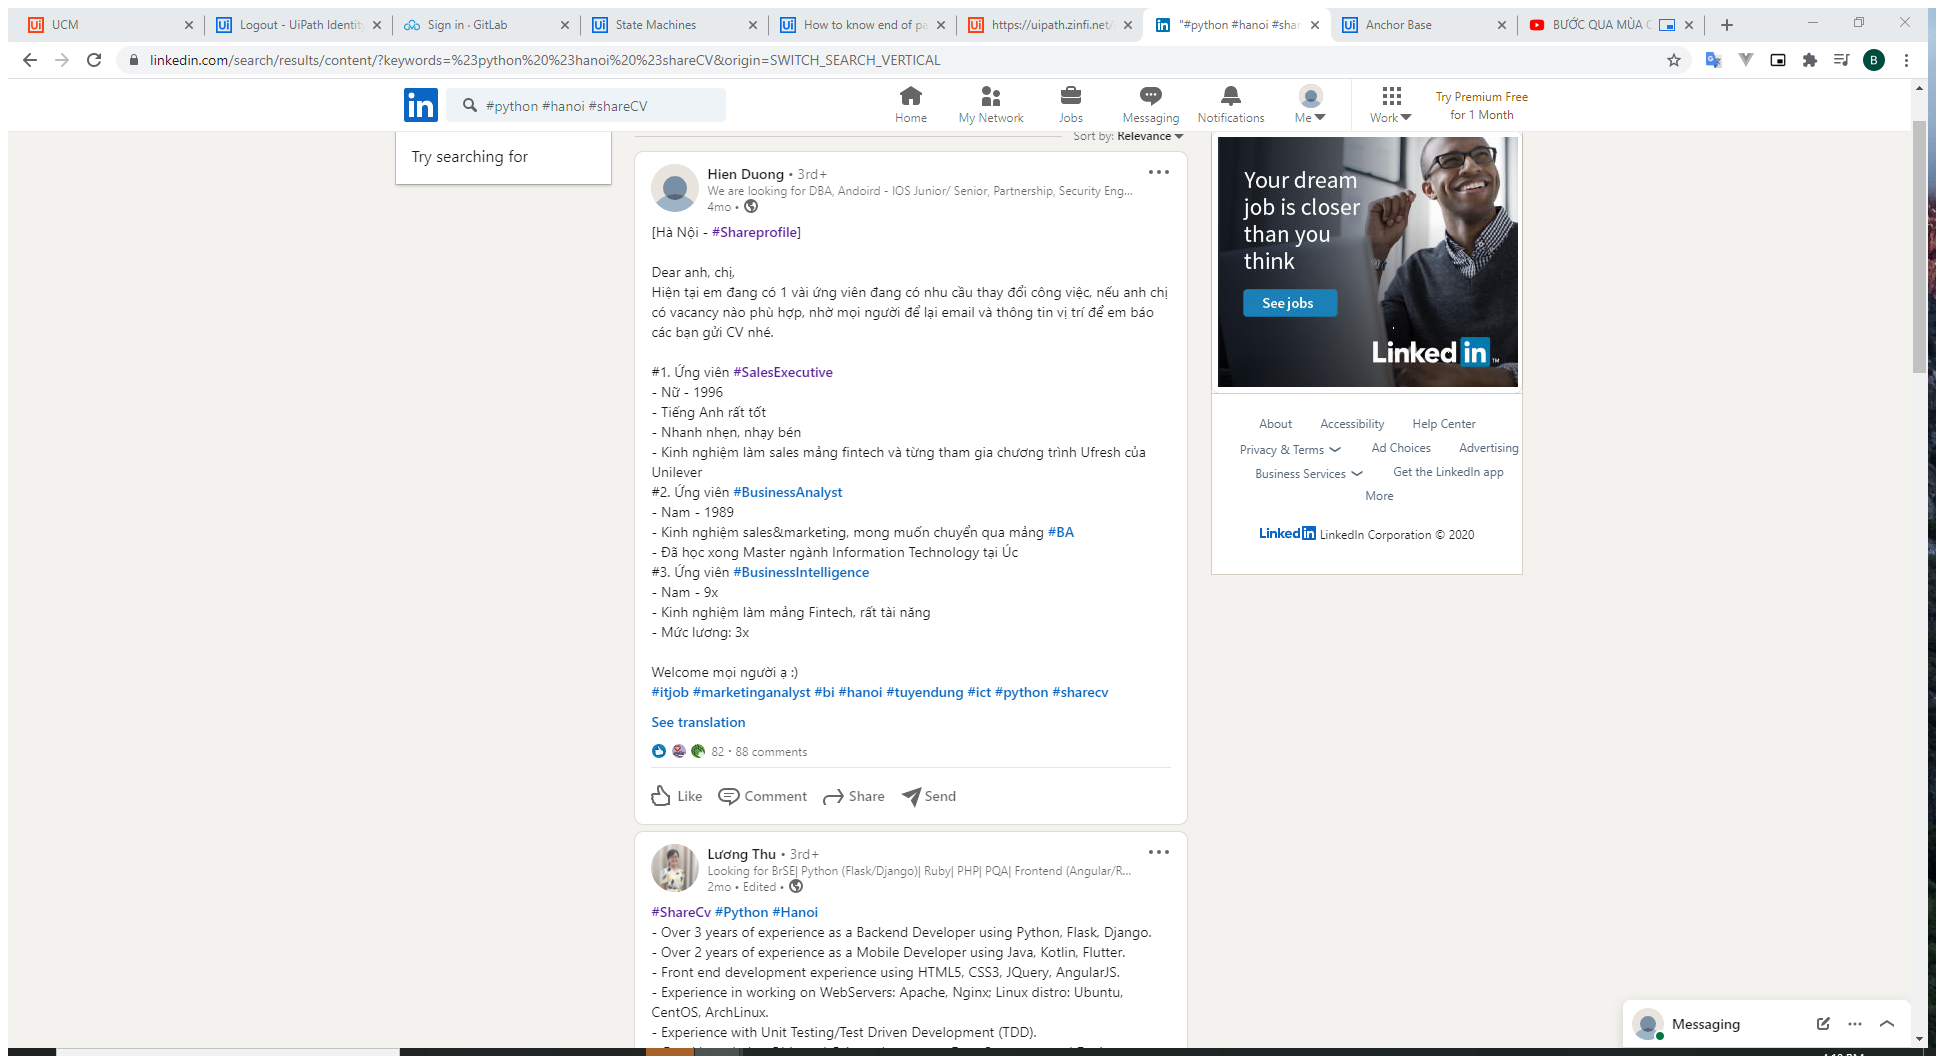 UCM
Logout - UiPath Identit
Sign in · GitLab
State Machines
How to know end of pa
https://uipath.zinfi.net/
"#python #hanoi #shar
Anchor Base
BƯỚC QUA MÙA C
linkedin.com/search/results/content/?keywords=%23python%20%23hanoi%20%23shareCV&origin=SWITCH_SEARCH_VERTICAL
B
in
#python #hanoi #shareCV
Home
My Network
Jobs
Messaging
Notifications
Me
Work
Try Premium Free
for 1 Month
Try searching for
Sort by: Relevance
Hien Duong • 3rd+
We are looking for DBA, Andoird - IOS Junior/ Senior, Partnership, Security Eng...
4mo •
[Hà Nội - #Shareprofile]
Dear anh, chị,
Hiện tại em đang có 1 vài ứng viên đang có nhu cầu thay đổi công việc, nếu anh chị
có vacancy nào phù hợp, nhờ mọi người để lại email và thông tin vị trí để em báo
các bạn gửi CV nhé.
#1. Ứng viên #SalesExecutive
- Nữ - 1996
- Tiếng Anh rất tốt
- Nhanh nhẹn, nhạy bén
- Kinh nghiệm làm sales mảng fintech và từng tham gia chương trình Ufresh của
Unilever
#2. Ứng viên #BusinessAnalyst
- Nam - 1989
- Kinh nghiệm sales&marketing, mong muốn chuyển qua mảng #BA
- Đã học xong Master ngành Information Technology tại Úc
#3. Ứng viên #BusinessIntelligence
- Nam - 9x
- Kinh nghiệm làm mảng Fintech, rất tài năng
- Mức lương: 3x
Welcome mọi người ạ :)
#itjob #marketinganalyst #bi #hanoi #tuyendung #ict #python #sharecv
See translation
82 • 88 comments
Like
Comment
Share
Send
Lương Thu • 3rd+
Looking for BrSE| Python (Flask/Django)| Ruby| PHP| PQA| Frontend (Angular/R...
2mo • Edited •
#ShareCv #Python #Hanoi
- Over 3 years of experience as a Backend Developer using Python, Flask, Django.
- Over 2 years of experience as a Mobile Developer using Java, Kotlin, Flutter.
- Front end development experience using HTML5, CSS3, JQuery, AngularJS.
- Experience in working on WebServers: Apache, Nginx; Linux distro: Ubuntu,
CentOS, ArchLinux.
- Experience with Unit Testing/Test Driven Development (TDD).
Your dream
job is closer
than you
think
See jobs
Linked in ™
About
Accessibility
Help Center
Privacy & Terms
Ad Choices
Advertising
Business Services
Get the LinkedIn app
More
Linked in LinkedIn Corporation © 2020
Messaging